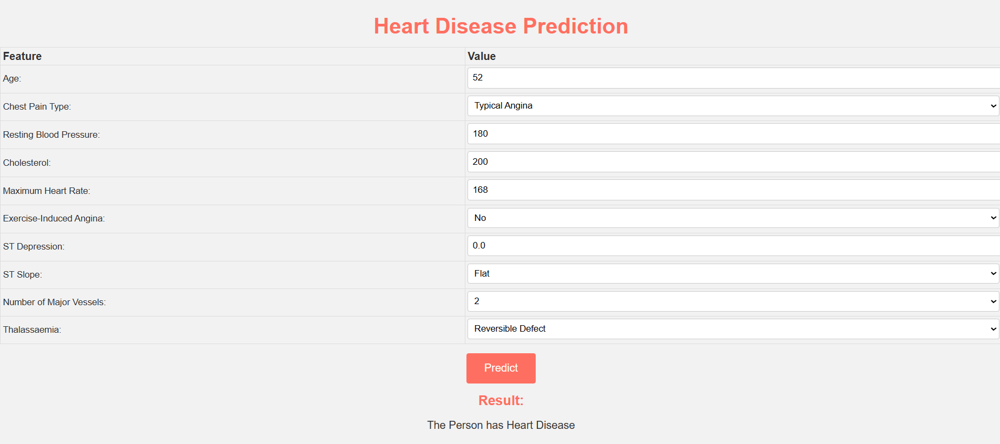 Heart Disease Prediction
Feature Value
Age: 52
Chest Pain Type: Typical Angina
Resting Blood Pressure: 180
Cholesterol: 200
Maximum Heart Rate: 168
Exercise-Induced Angina: No
ST Depression: 0.0
ST Slope: Flat
Number of Major Vessels: 2
Thalassaemia: Reversible Defect
Predict
Result:
The Person has Heart Disease